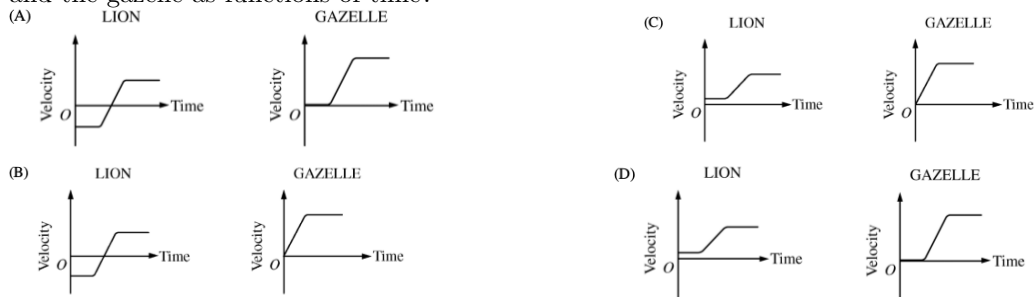 and the gazelle as functions of time?
(A)
LION
GAZELLE
Velocity
O
Time
Velocity
O
Time
(B)
LION
GAZELLE
Velocity
O
Time
Velocity
O
Time
(C)
LION
GAZELLE
Velocity
O
Time
Velocity
O
Time
(D)
LION
GAZELLE
Velocity
O
Time
Velocity
O
Time